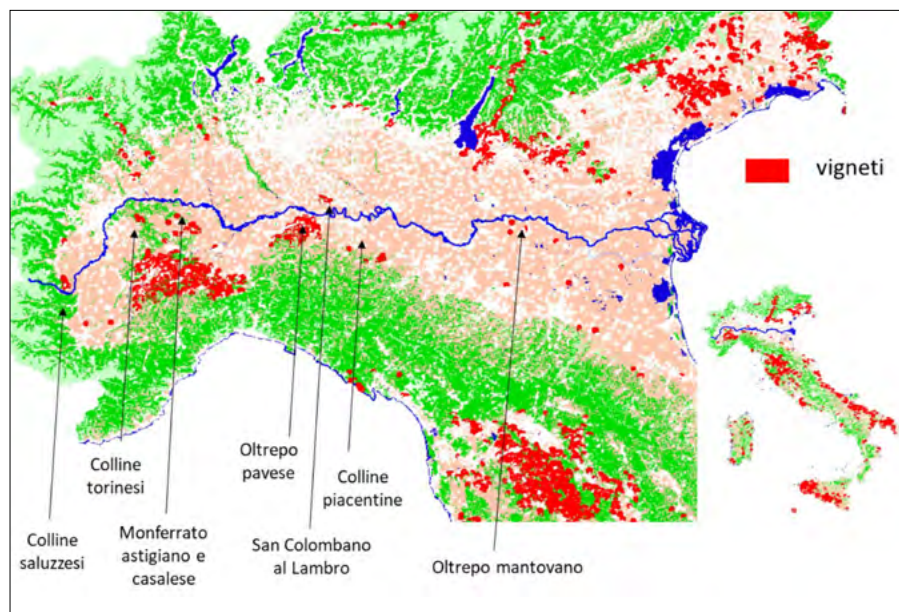 vigneti
Colline
torinesi
Oltrepo
pavese
Colline
piacentine
Colline
saluzzesi
Monferrato
astigiano e
casalese
San Colombano
al Lambro
Oltrepo mantovano